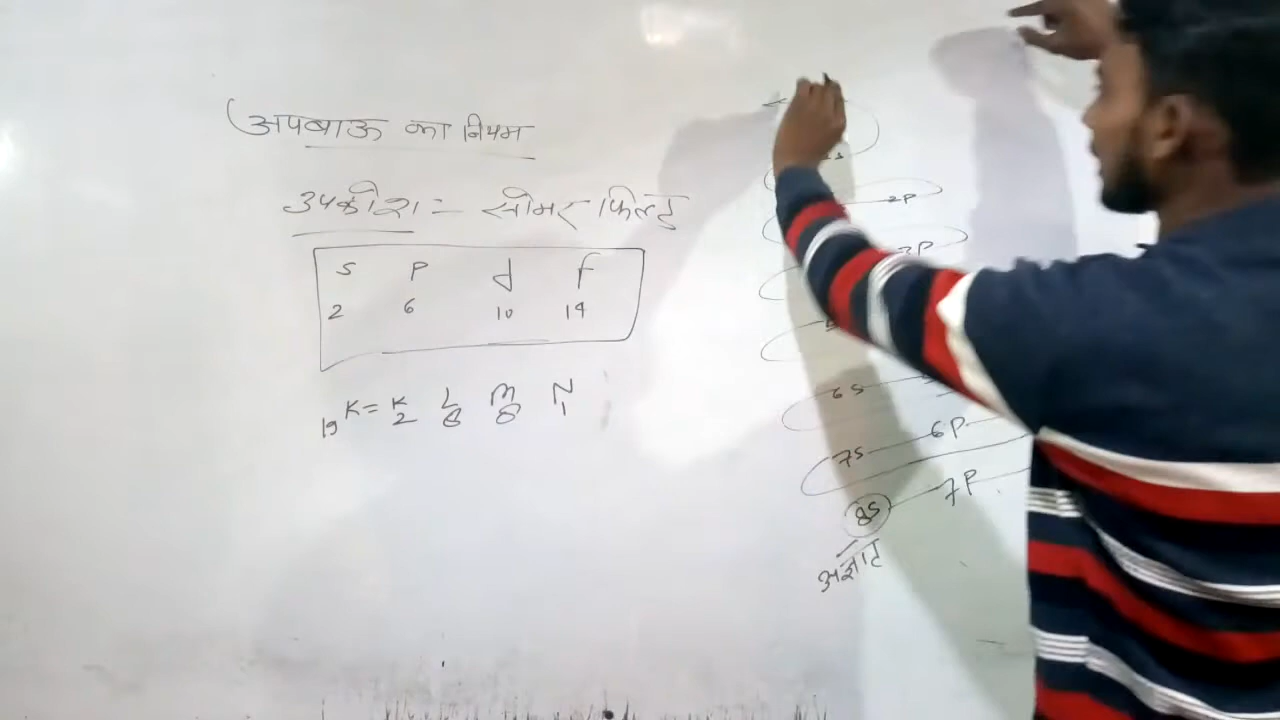 अपबाऊ का नियम
उपकोश:- सोमर फिल्ड
s p d f
2 6 10 14
19 K = K L M N
2 8 8 1
2P
3P
6s
7s 6P
8s 7P
अज्ञात